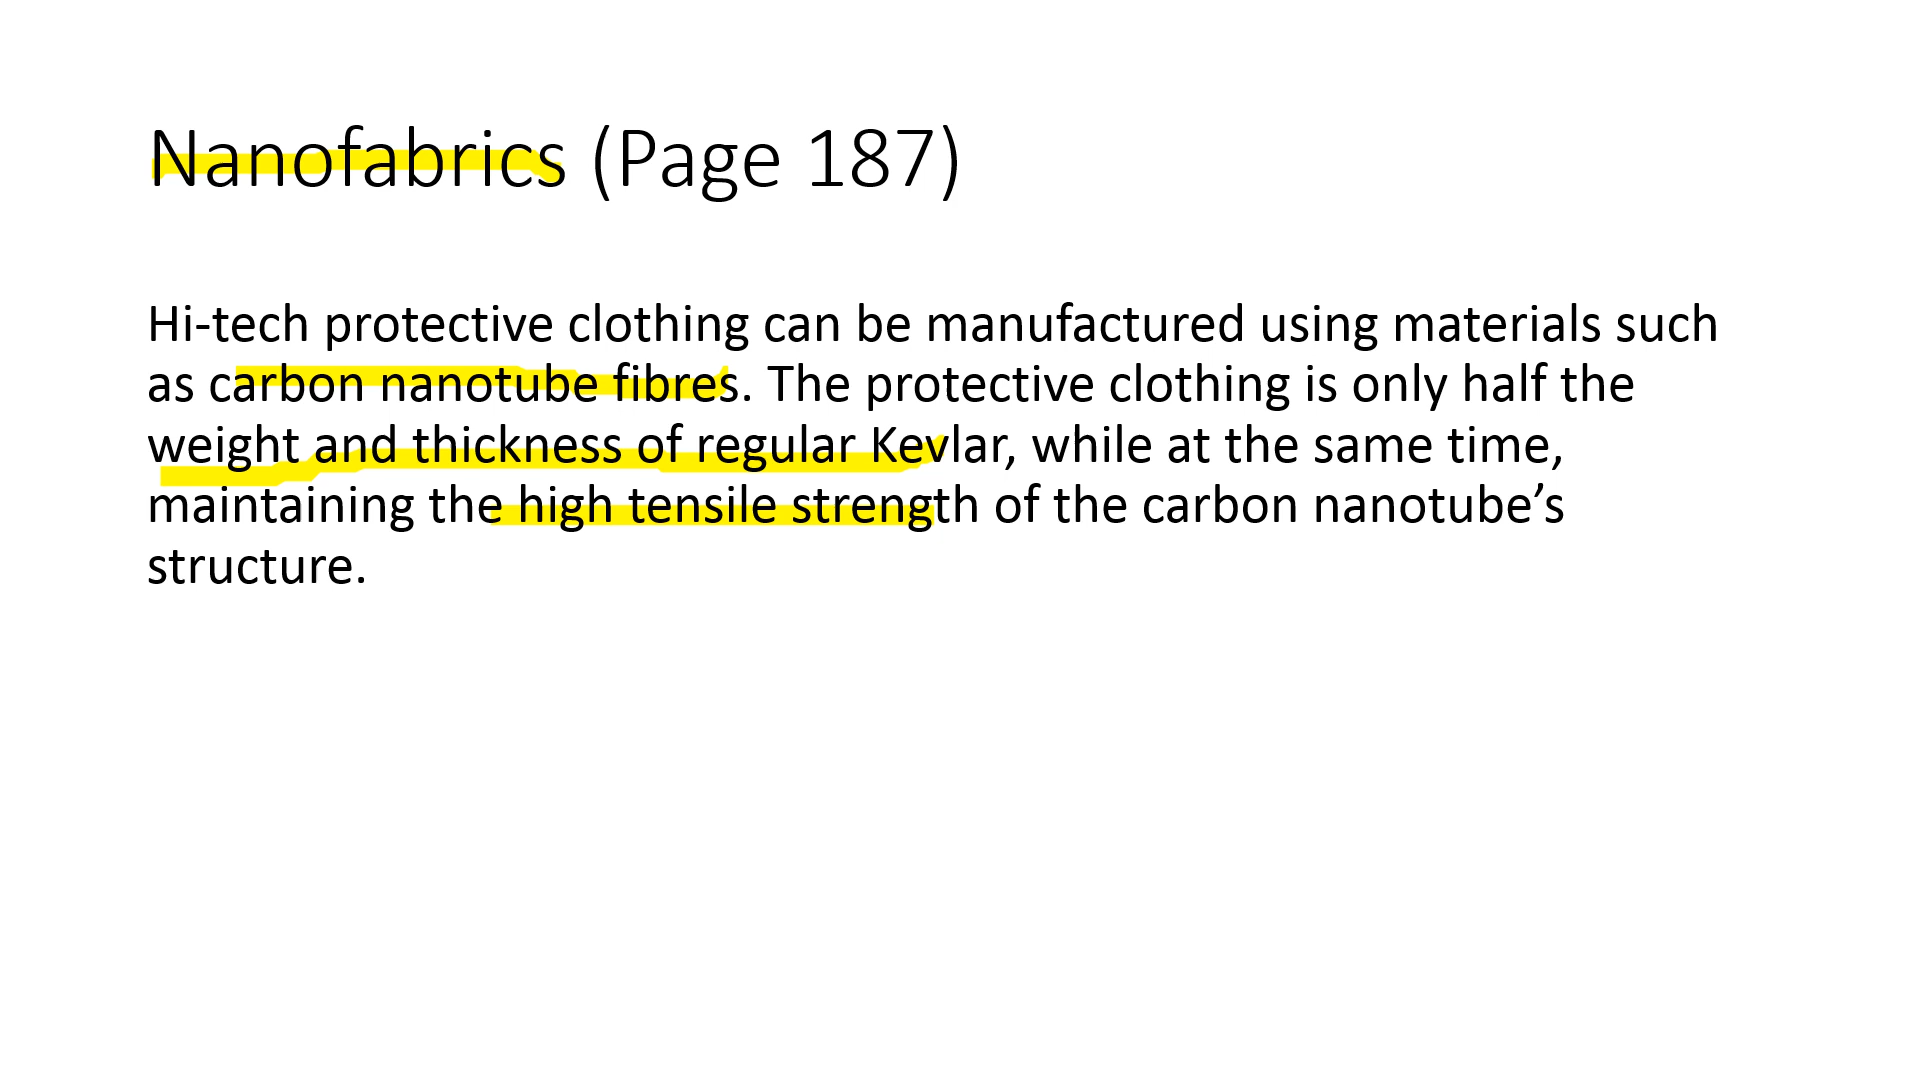 Nanofabrics (Page 187)
Hi-tech protective clothing can be manufactured using materials such
as carbon nanotube fibres. The protective clothing is only half the
weight and thickness of regular Kevlar, while at the same time,
maintaining the high tensile strength of the carbon nanotube’s
structure.